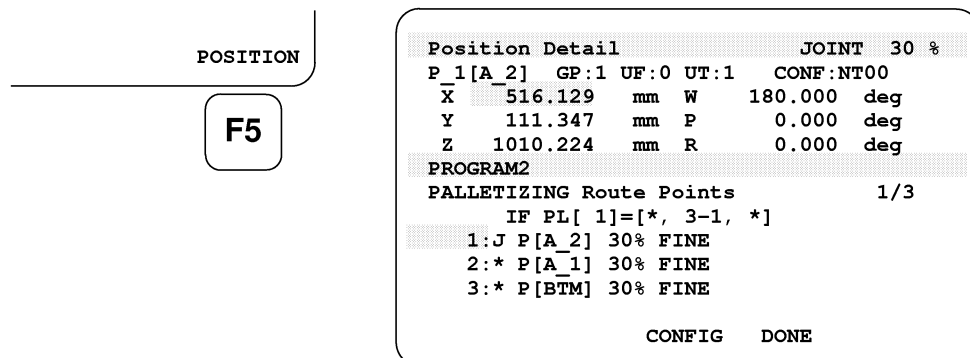 POSITION
F5
Position Detail JOINT 30 %
P_1[A_2] GP:1 UF:0 UT:1 CONF:NT00
X 516.129 mm W 180.000 deg
Y 111.347 mm P 0.000 deg
Z 1010.224 mm R 0.000 deg
PROGRAM2
PALLETIZING Route Points 1/3
IF PL[ 1]=[*, 3-1, *]
1:J P[A_2] 30% FINE
2:* P[A_1] 30% FINE
3:* P[BTM] 30% FINE
CONFIG DONE